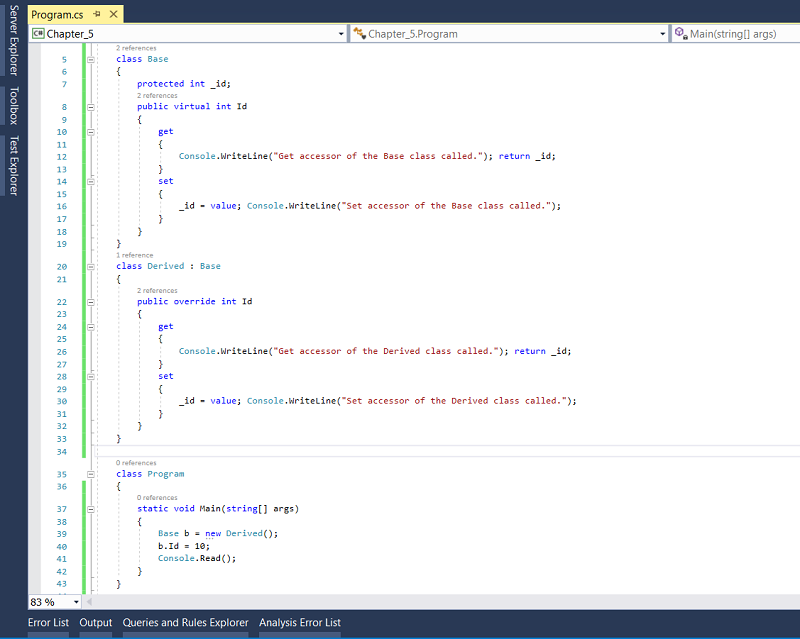 Server Explorer
Toolbox
Test Explorer
Program.cs
C# Chapter_5
Chapter_5.Program
Main(string[] args)
2 references
5 class Base
6 {
7 protected int _id;
2 references
8 public virtual int Id
9 {
10 get
11 {
12 Console.WriteLine("Get accessor of the Base class called."); return _id;
13 }
14 set
15 {
16 _id = value; Console.WriteLine("Set accessor of the Base class called.");
17 }
18 }
19 }
1 reference
20 class Derived : Base
21 {
2 references
22 public override int Id
23 {
24 get
25 {
26 Console.WriteLine("Get accessor of the Derived class called."); return _id;
27 }
28 set
29 {
30 _id = value; Console.WriteLine("Set accessor of the Derived class called.");
31 }
32 }
33 }
34
0 references
35 class Program
36 {
0 references
37 static void Main(string[] args)
38 {
39 Base b = new Derived();
40 b.Id = 10;
41 Console.Read();
42 }
43 }
83 %
Error List Output Queries and Rules Explorer Analysis Error List